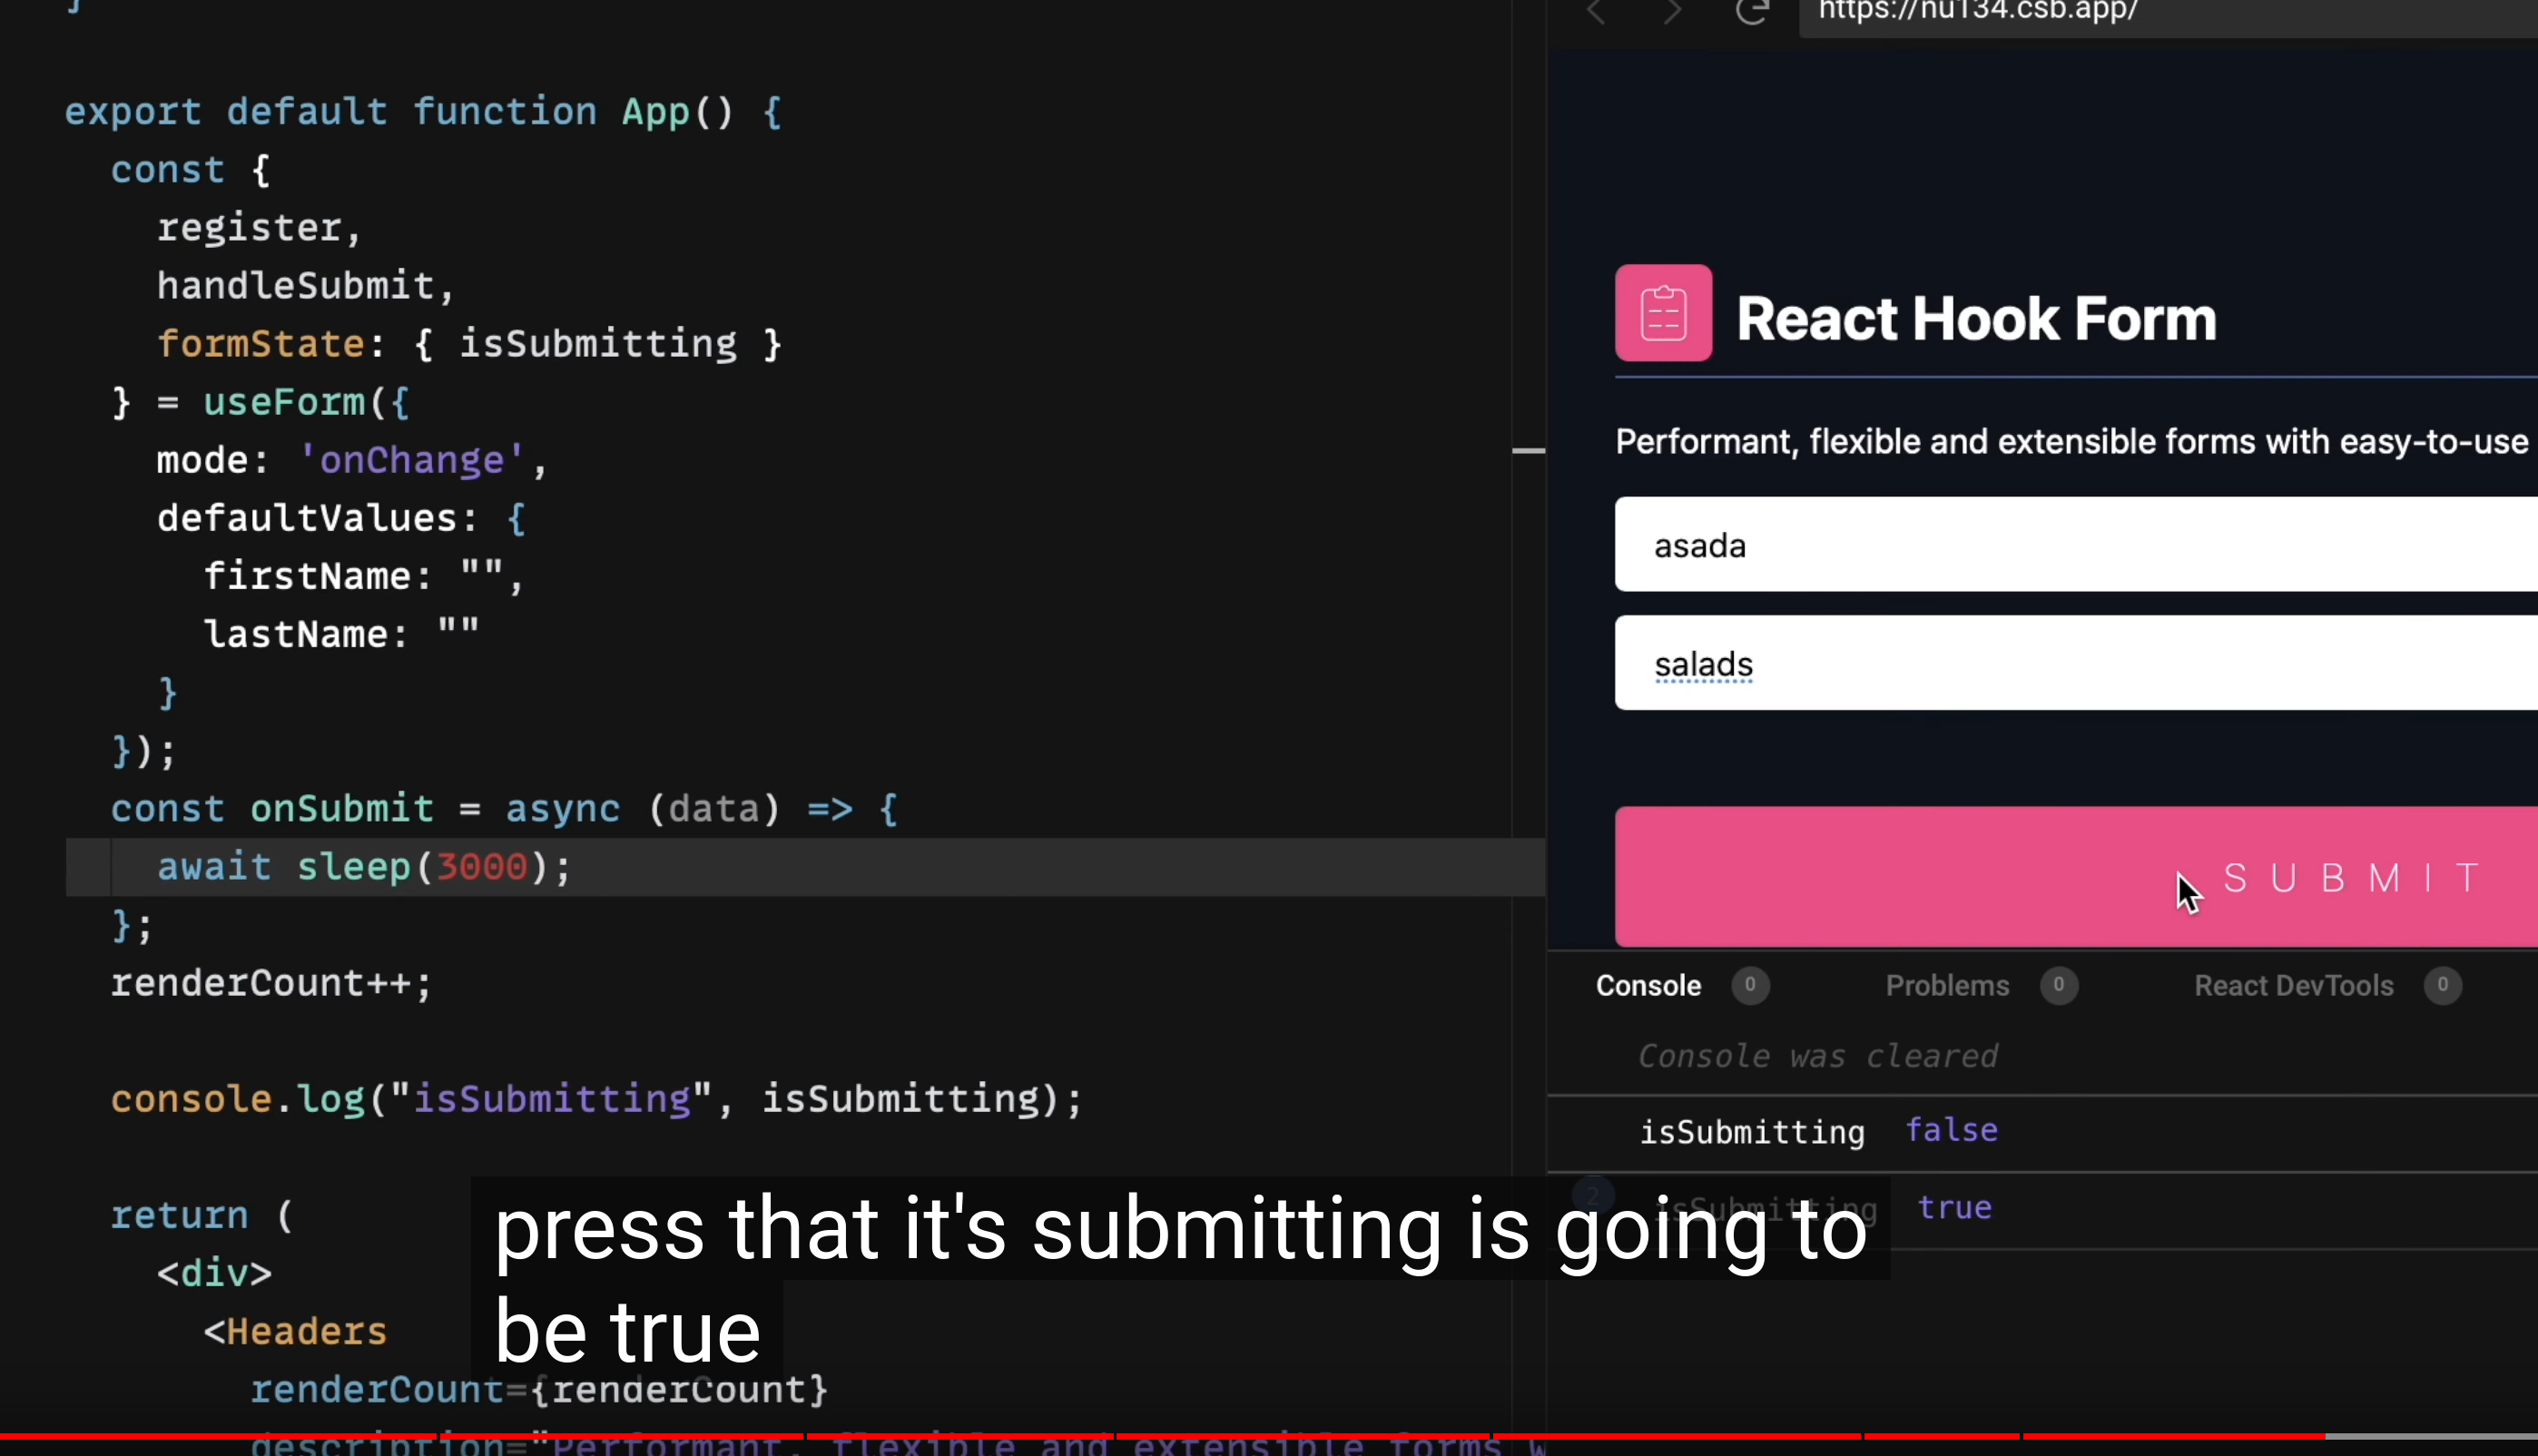 }
export default function App() {
const {
register,
handleSubmit,
formState: { isSubmitting }
} = useForm({
mode: 'onChange',
defaultValues: {
firstName: "",
lastName: ""
}
});
const onSubmit = async (data) => {
await sleep(3000);
};
renderCount++;
console.log("isSubmitting", isSubmitting);
return (
<div>
<Headers
renderCount={renderCount}
description="Performant, flexible and extensible forms w
https://nu134.csb.app/
React Hook Form
Performant, flexible and extensible forms with easy-to-use
asada
salads
SUBMIT
Console 0 Problems 0 React DevTools 0
Console was cleared
isSubmitting false
2 isSubmitting true
press that it's submitting is going to
be true